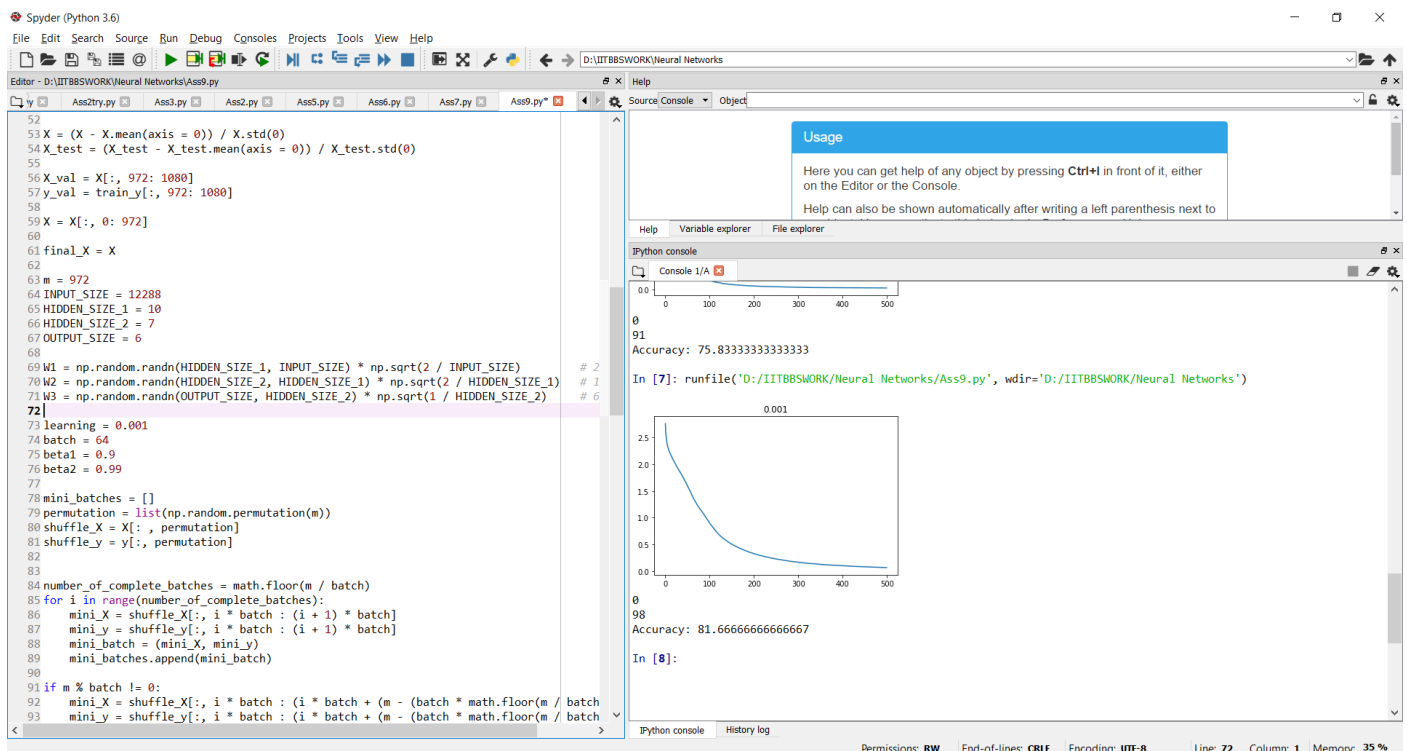 Spyder (Python 3.6)
File Edit Search Source Run Debug Consoles Projects Tools View Help
D:\IITBBSWORK\Neural Networks
Editor - D:\IITBBSWORK\Neural Networks\Ass9.py
Ass2try.py Ass3.py Ass2.py Ass5.py Ass6.py Ass7.py Ass9.py*
52
53 X = (X - X.mean(axis = 0)) / X.std(0)
54 X_test = (X_test - X_test.mean(axis = 0)) / X_test.std(0)
55
56 X_val = X[:, 972: 1080]
57 y_val = train_y[:, 972: 1080]
58
59 X = X[:, 0: 972]
60
61 final_X = X
62
63 m = 972
64 INPUT_SIZE = 12288
65 HIDDEN_SIZE_1 = 10
66 HIDDEN_SIZE_2 = 7
67 OUTPUT_SIZE = 6
68
69 W1 = np.random.randn(HIDDEN_SIZE_1, INPUT_SIZE) * np.sqrt(2 / INPUT_SIZE) # 2
70 W2 = np.random.randn(HIDDEN_SIZE_2, HIDDEN_SIZE_1) * np.sqrt(2 / HIDDEN_SIZE_1) # 1
71 W3 = np.random.randn(OUTPUT_SIZE, HIDDEN_SIZE_2) * np.sqrt(1 / HIDDEN_SIZE_2) # 6
72
73 learning = 0.001
74 batch = 64
75 beta1 = 0.9
76 beta2 = 0.99
77
78 mini_batches = []
79 permutation = list(np.random.permutation(m))
80 shuffle_X = X[: , permutation]
81 shuffle_y = y[:, permutation]
82
83
84 number_of_complete_batches = math.floor(m / batch)
85 for i in range(number_of_complete_batches):
86 mini_X = shuffle_X[:, i * batch : (i + 1) * batch]
87 mini_y = shuffle_y[:, i * batch : (i + 1) * batch]
88 mini_batch = (mini_X, mini_y)
89 mini_batches.append(mini_batch)
90
91 if m % batch != 0:
92 mini_X = shuffle_X[:, i * batch : (i * batch + (m - (batch * math.floor(m / batch
93 mini_y = shuffle_y[:, i * batch : (i * batch + (m - (batch * math.floor(m / batch
Help
Source Console Object
Usage
Here you can get help of any object by pressing Ctrl+I in front of it, either
on the Editor or the Console.
Help can also be shown automatically after writing a left parenthesis next to
Help Variable explorer File explorer
IPython console
Console 1/A
0.0
0 100 200 300 400 500
0
91
Accuracy: 75.83333333333333
In [7]: runfile('D:/IITBBSWORK/Neural Networks/Ass9.py', wdir='D:/IITBBSWORK/Neural Networks')
0.001
2.5
2.0
1.5
1.0
0.5
0.0
0 100 200 300 400 500
0
98
Accuracy: 81.66666666666667
In [8]:
IPython console History log
Permissions: RW End-of-lines: CRLF Encoding: UTF-8 Line: 72 Column: 1 Memory: 35 %